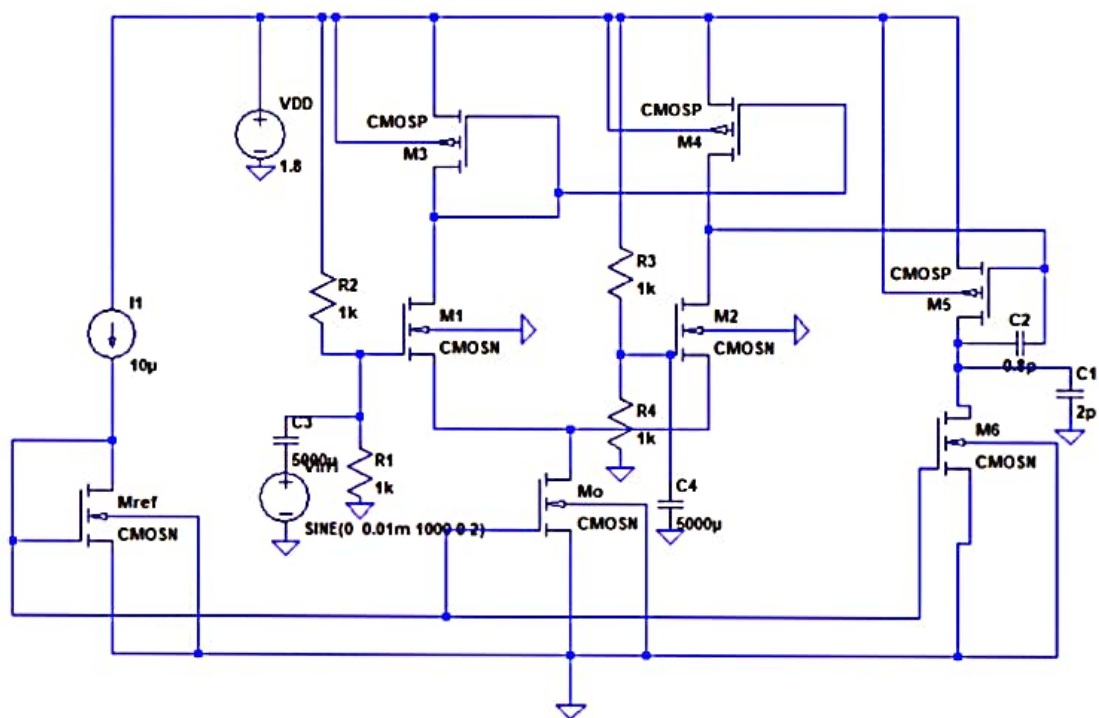 VDD
1.8
CMOSP
M3
CMOSP
M4
R2
1k
R3
1k
CMOSP
M5
I1
10µ
M1
CMOSN
M2
CMOSN
C2
0.8p
C1
2p
C3
5000µ
R1
1k
R4
1k
M6
CMOSN
Mref
CMOSN
Mo
CMOSN
C4
5000µ
SINE(0 0.01m 1000 0 2)